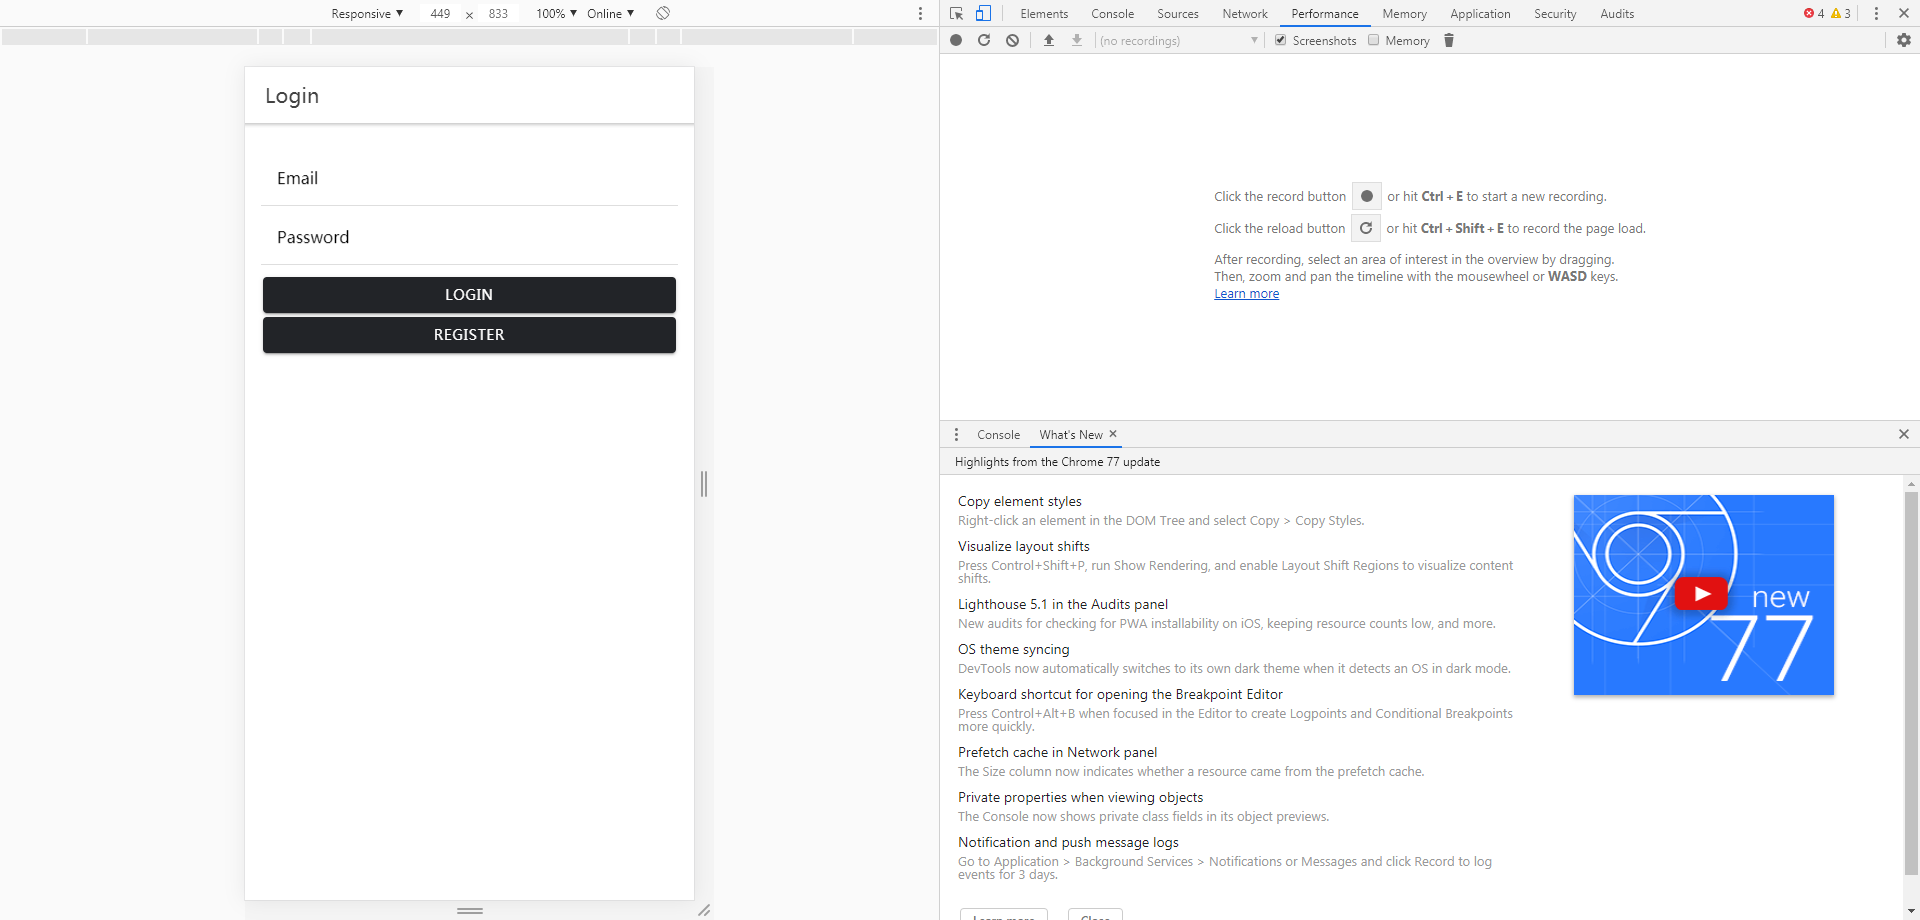 Responsive ▼ 449 × 833 100% ▼ Online ▼
Login
Email
Password
LOGIN
REGISTER
Elements Console Sources Network Performance Memory Application Security Audits 4 3
(no recordings) Screenshots Memory
Click the record button or hit Ctrl + E to start a new recording.
Click the reload button or hit Ctrl + Shift + E to record the page load.
After recording, select an area of interest in the overview by dragging.
Then, zoom and pan the timeline with the mousewheel or WASD keys.
Learn more
Console What's New
Highlights from the Chrome 77 update
Copy element styles
Right-click an element in the DOM Tree and select Copy > Copy Styles.
Visualize layout shifts
Press Control+Shift+P, run Show Rendering, and enable Layout Shift Regions to visualize content
shifts.
Lighthouse 5.1 in the Audits panel
New audits for checking for PWA installability on iOS, keeping resource counts low, and more.
OS theme syncing
DevTools now automatically switches to its own dark theme when it detects an OS in dark mode.
Keyboard shortcut for opening the Breakpoint Editor
Press Control+Alt+B when focused in the Editor to create Logpoints and Conditional Breakpoints
more quickly.
Prefetch cache in Network panel
The Size column now indicates whether a resource came from the prefetch cache.
Private properties when viewing objects
The Console now shows private class fields in its object previews.
Notification and push message logs
Go to Application > Background Services > Notifications or Messages and click Record to log
events for 3 days.
Learn more Close
new
77